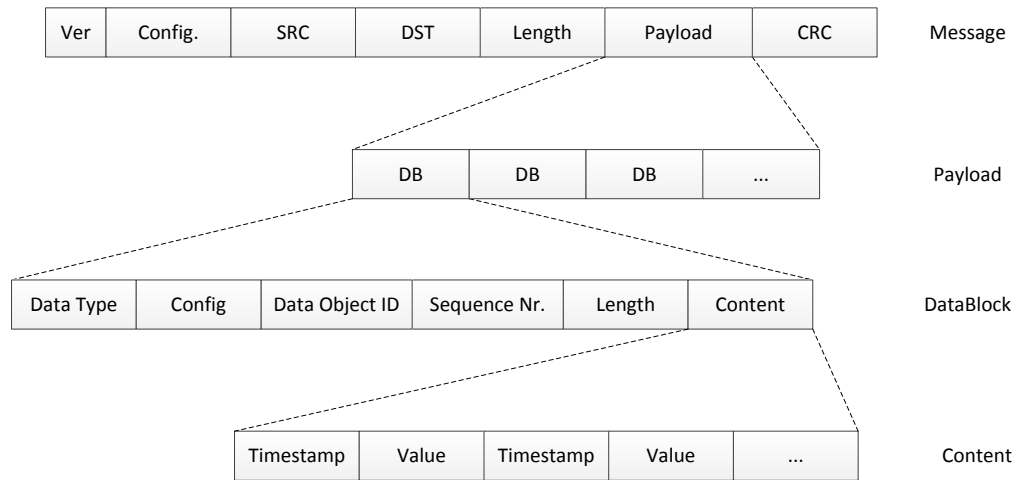 Ver Config. SRC DST Length Payload CRC Message
DB DB DB ... Payload
Data Type Config Data Object ID Sequence Nr. Length Content DataBlock
Timestamp Value Timestamp Value ... Content